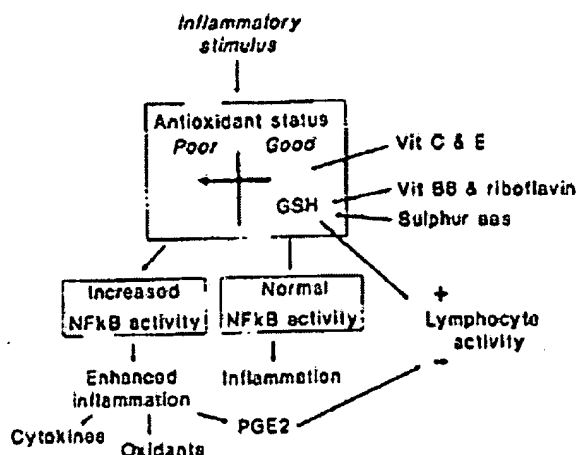 Inflammatory
stimulus
Antioxidant status
Poor Good
Vit C & E
Vit B6 & riboflavin
GSH
Sulphur aas
Increased
NFkB activity
Normal
NFkB activity
+
Lymphocyte
activity
–
Enhanced
inflammation
Inflammation
PGE2
Cytokines
Oxidants